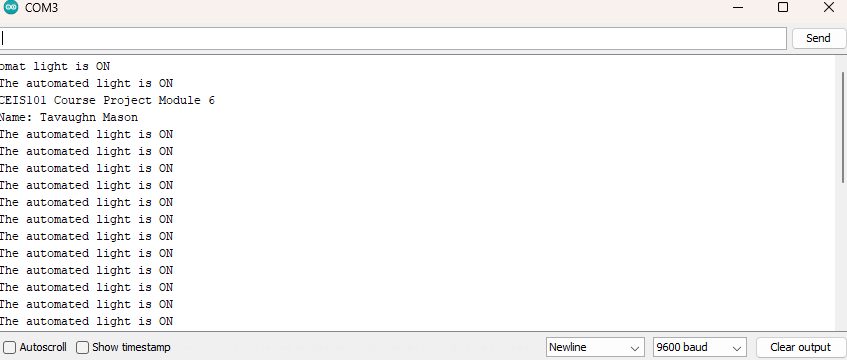 COM3
Send
omat light is ON
The automated light is ON
CEIS101 Course Project Module 6
Name: Tavaughn Mason
The automated light is ON
The automated light is ON
The automated light is ON
The automated light is ON
The automated light is ON
The automated light is ON
The automated light is ON
The automated light is ON
The automated light is ON
The automated light is ON
The automated light is ON
The automated light is ON
Autoscroll Show timestamp Newline 9600 baud Clear output